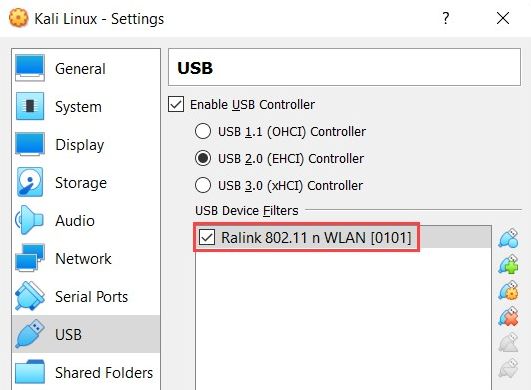 Kali Linux - Settings
?
General
System
Display
Storage
Audio
Network
Serial Ports
USB
Shared Folders
USB
Enable USB Controller
USB 1.1 (OHCI) Controller
USB 2.0 (EHCI) Controller
USB 3.0 (xHCI) Controller
USB Device Filters
Ralink 802.11 n WLAN [0101]